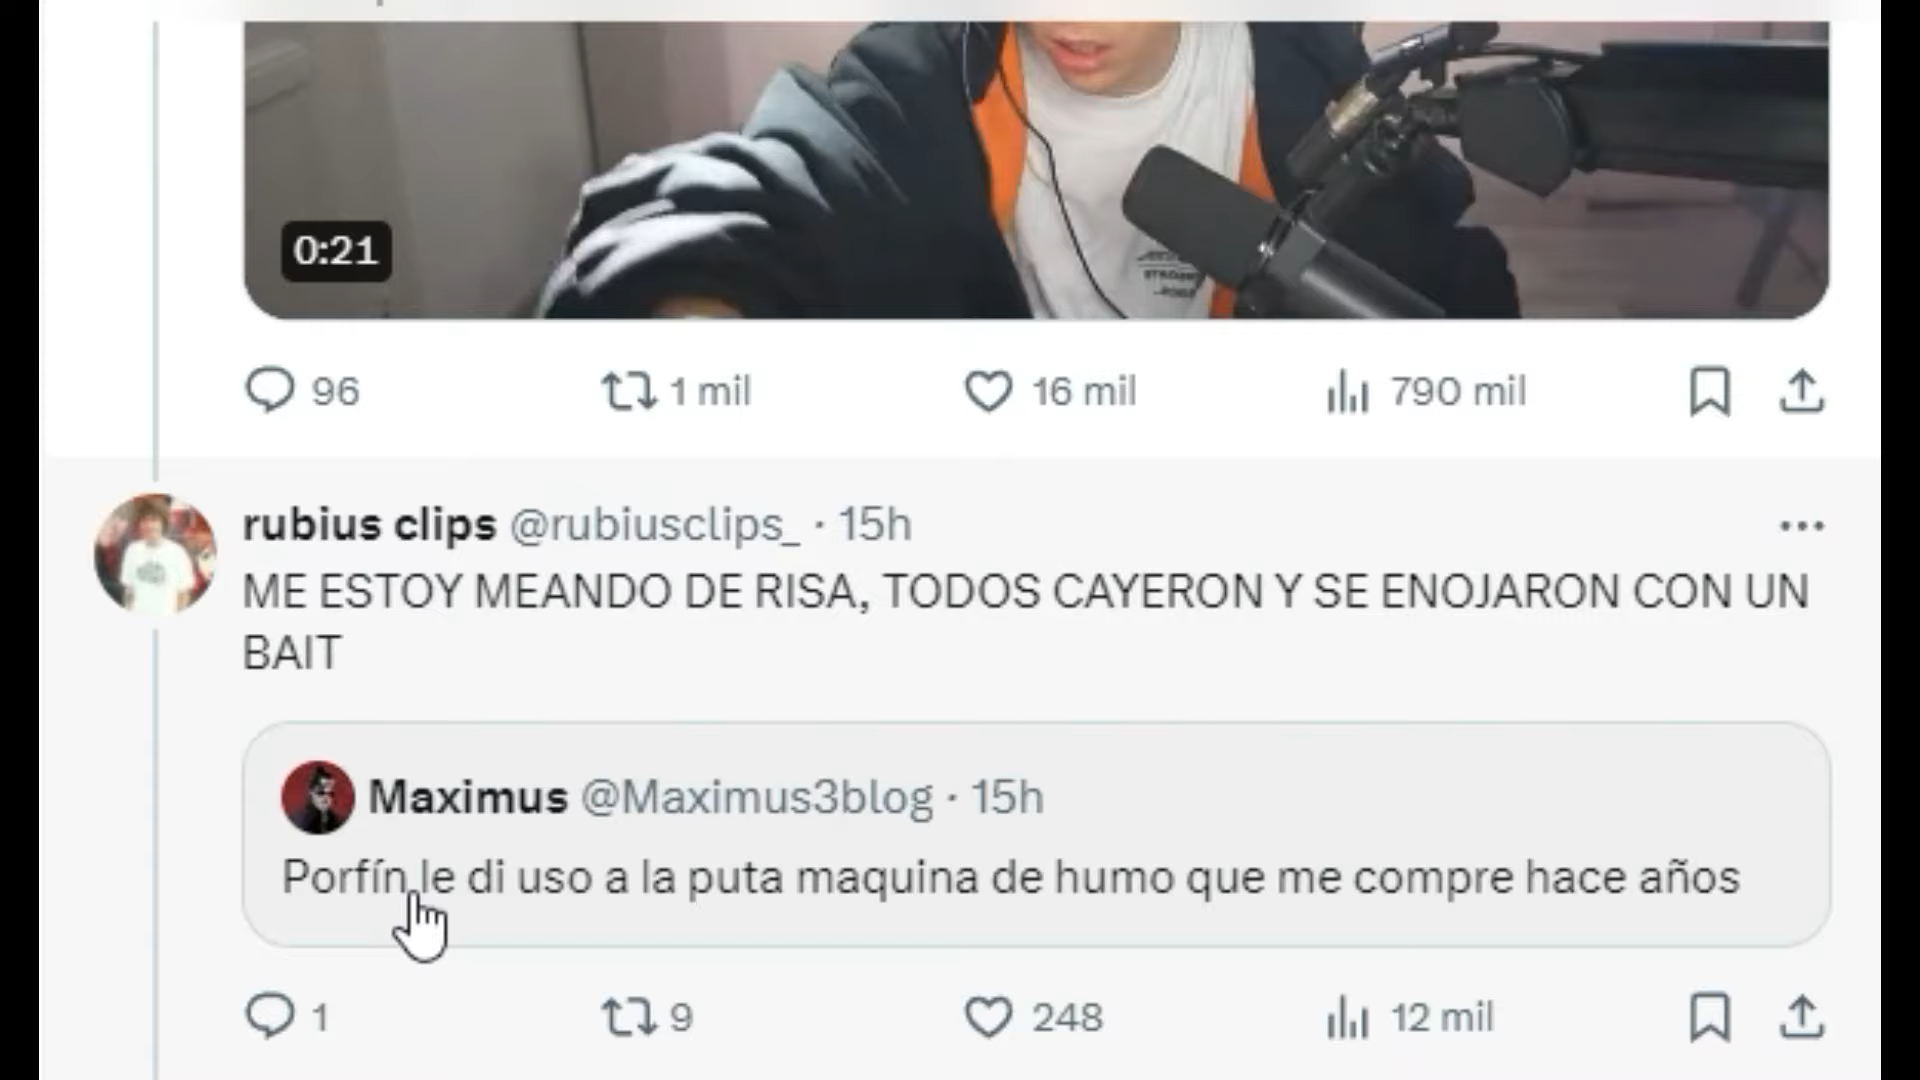 0:21
96 1 mil 16 mil 790 mil
rubius clips @rubiusclips_ · 15h
ME ESTOY MEANDO DE RISA, TODOS CAYERON Y SE ENOJARON CON UN
BAIT
Maximus @Maximus3blog · 15h
Porfín le di uso a la puta maquina de humo que me compre hace años
1 9 248 12 mil